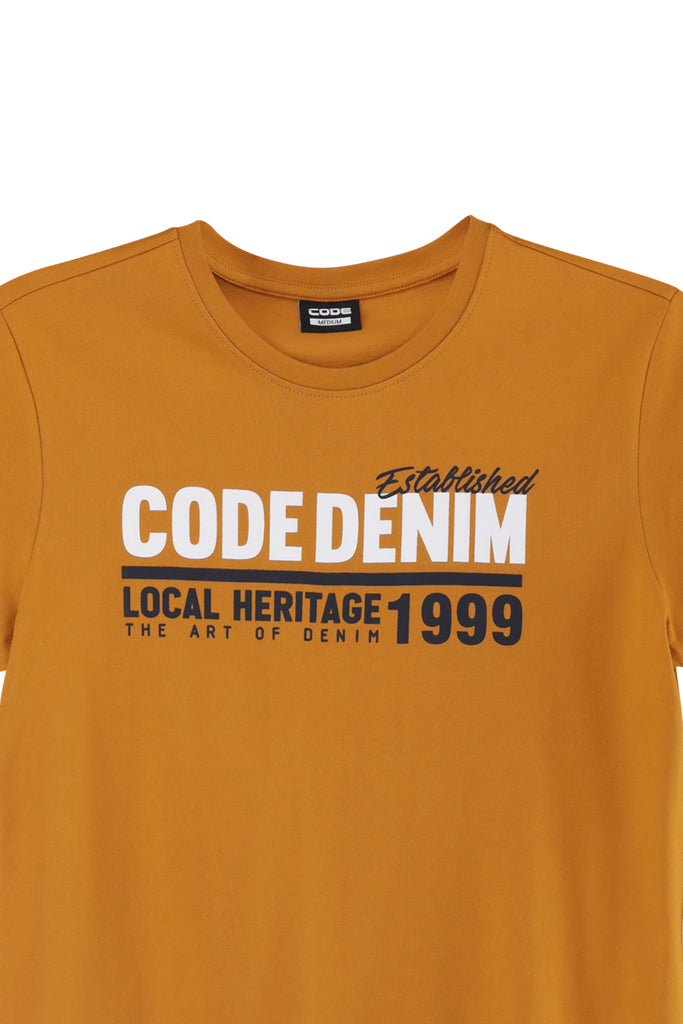 CODE
MEDIUM
Established
CODE DENIM
LOCAL HERITAGE 1999
THE ART OF DENIM